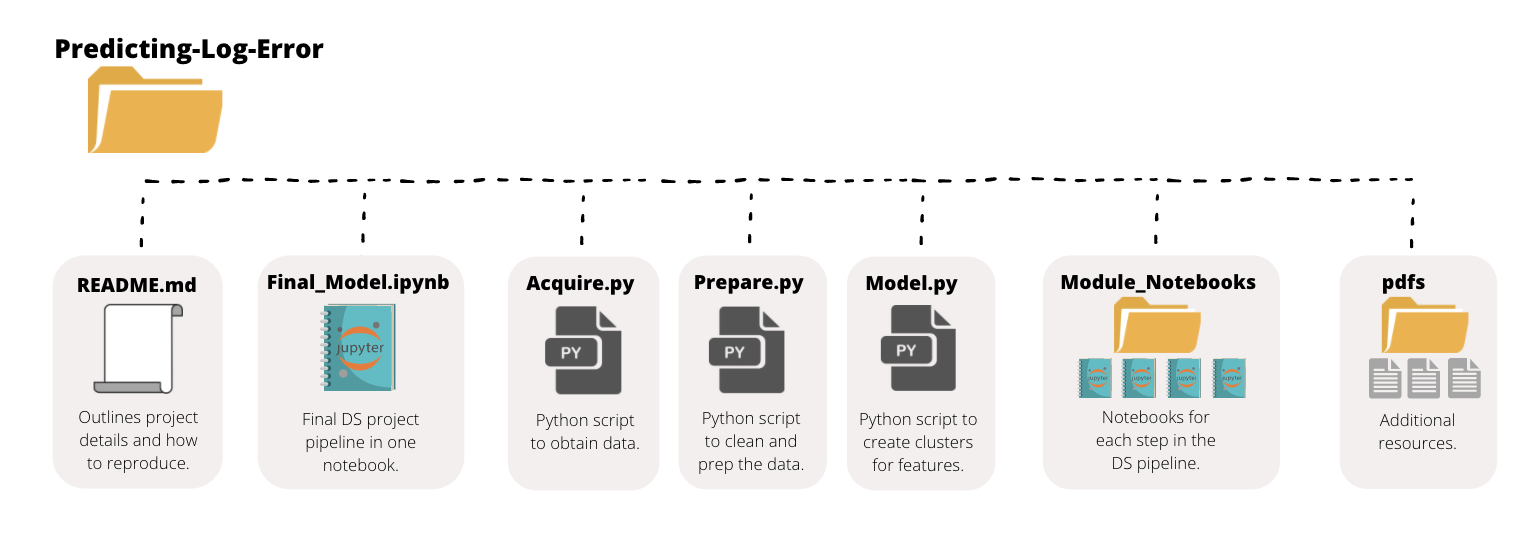 Predicting-Log-Error
README.md
Outlines project
details and how
to reproduce.
Final_Model.ipynb
jupyter
Final DS project
pipeline in one
notebook.
Acquire.py
PY
Python script
to obtain data.
Prepare.py
PY
Python script
to clean and
prep the data.
Model.py
PY
Python script to
create clusters
for features.
Module_Notebooks
jupyter jupyter jupyter jupyter
Notebooks for
each step in the
DS pipeline.
pdfs
Additional
resources.